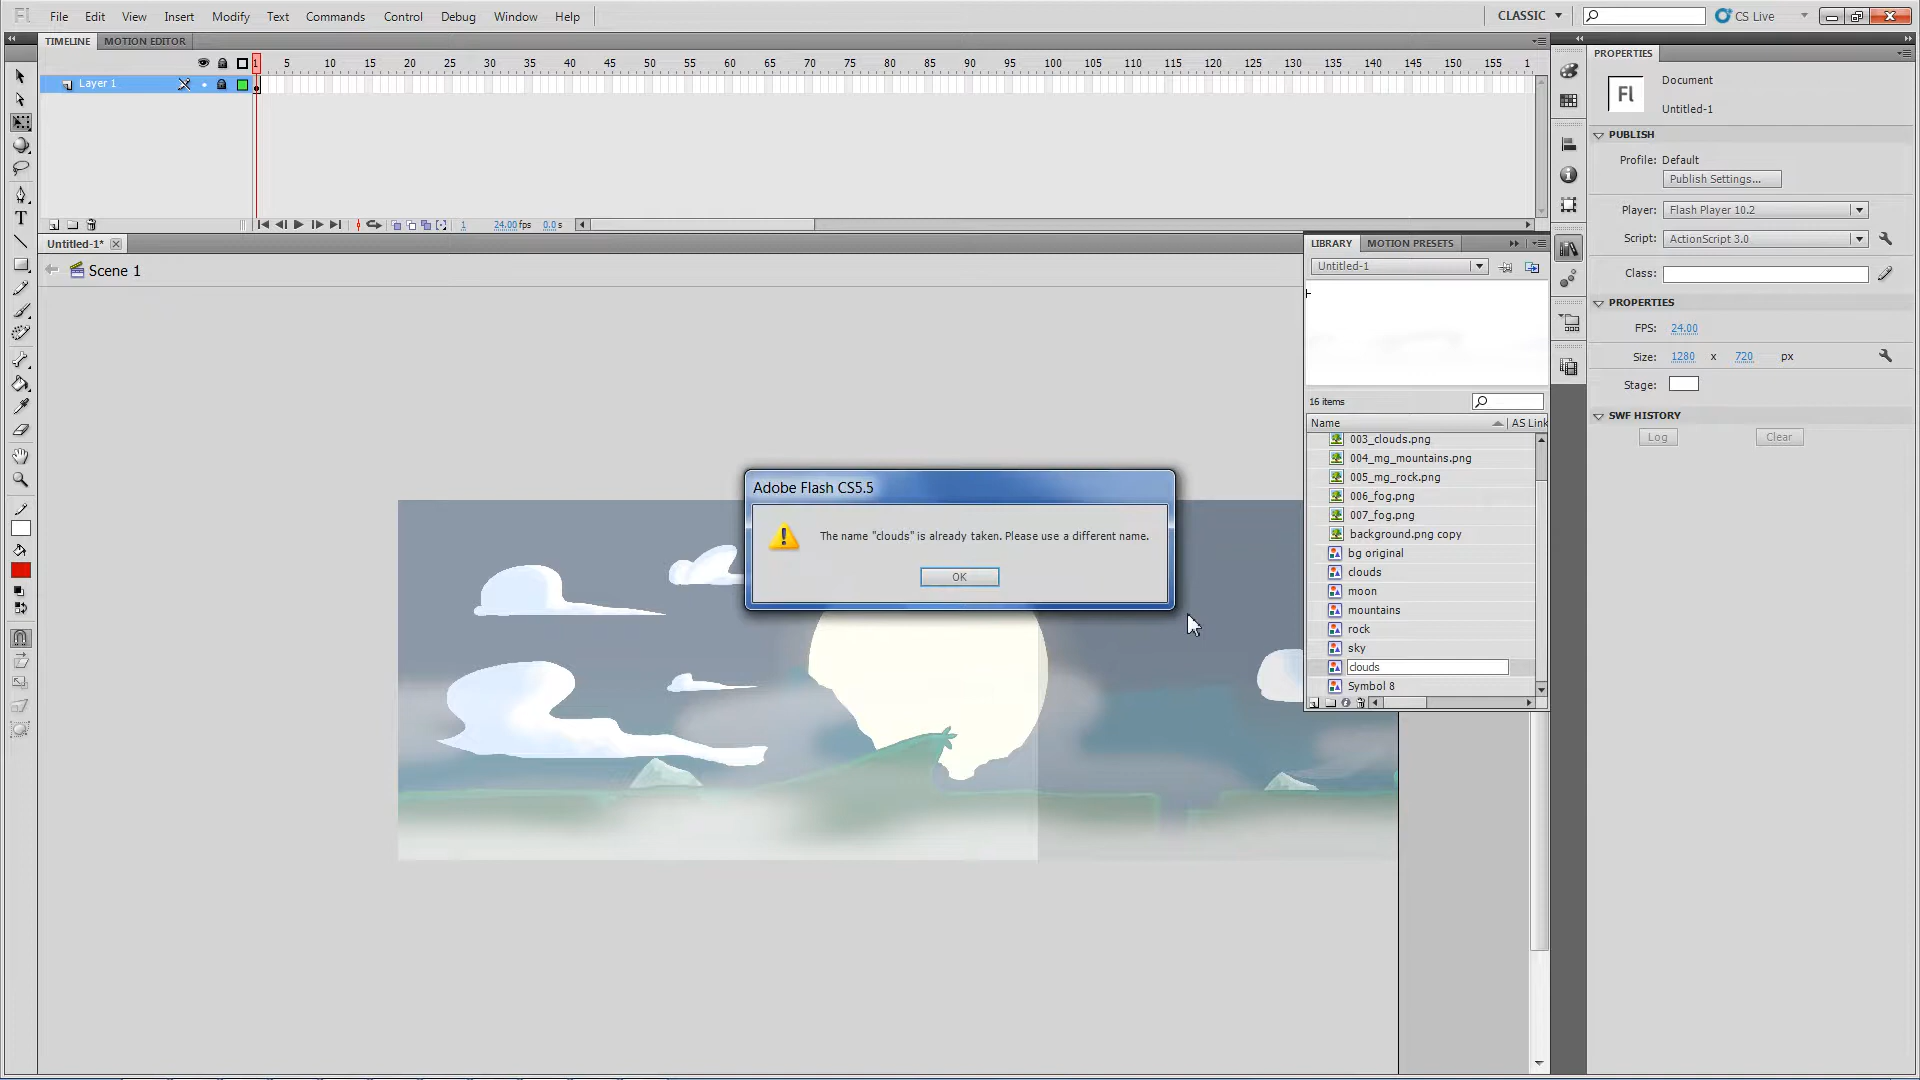 Fl File Edit View Insert Modify Text Commands Control Debug Window Help CLASSIC CS Live
TIMELINE MOTION EDITOR
1 5 10 15 20 25 30 35 40 45 50 55 60 65 70 75 80 85 90 95 100 105 110 115 120 125 130 135 140 145 150 155 1
Layer 1
1 24.00fps 0.0s
Untitled-1*
Scene 1
LIBRARY MOTION PRESETS
Untitled-1
16 items
Name AS Link
003_clouds.png
004_mg_mountains.png
005_mg_rock.png
006_fog.png
007_fog.png
background.png copy
bg original
clouds
moon
mountains
rock
sky
clouds
Symbol 8
Adobe Flash CS5.5
The name "clouds" is already taken. Please use a different name.
OK
PROPERTIES
Fl
Document
Untitled-1
PUBLISH
Profile: Default
Publish Settings...
Player: Flash Player 10.2
Script: ActionScript 3.0
Class:
PROPERTIES
FPS: 24.00
Size: 1280 x 720 px
Stage:
SWF HISTORY
Log Clear